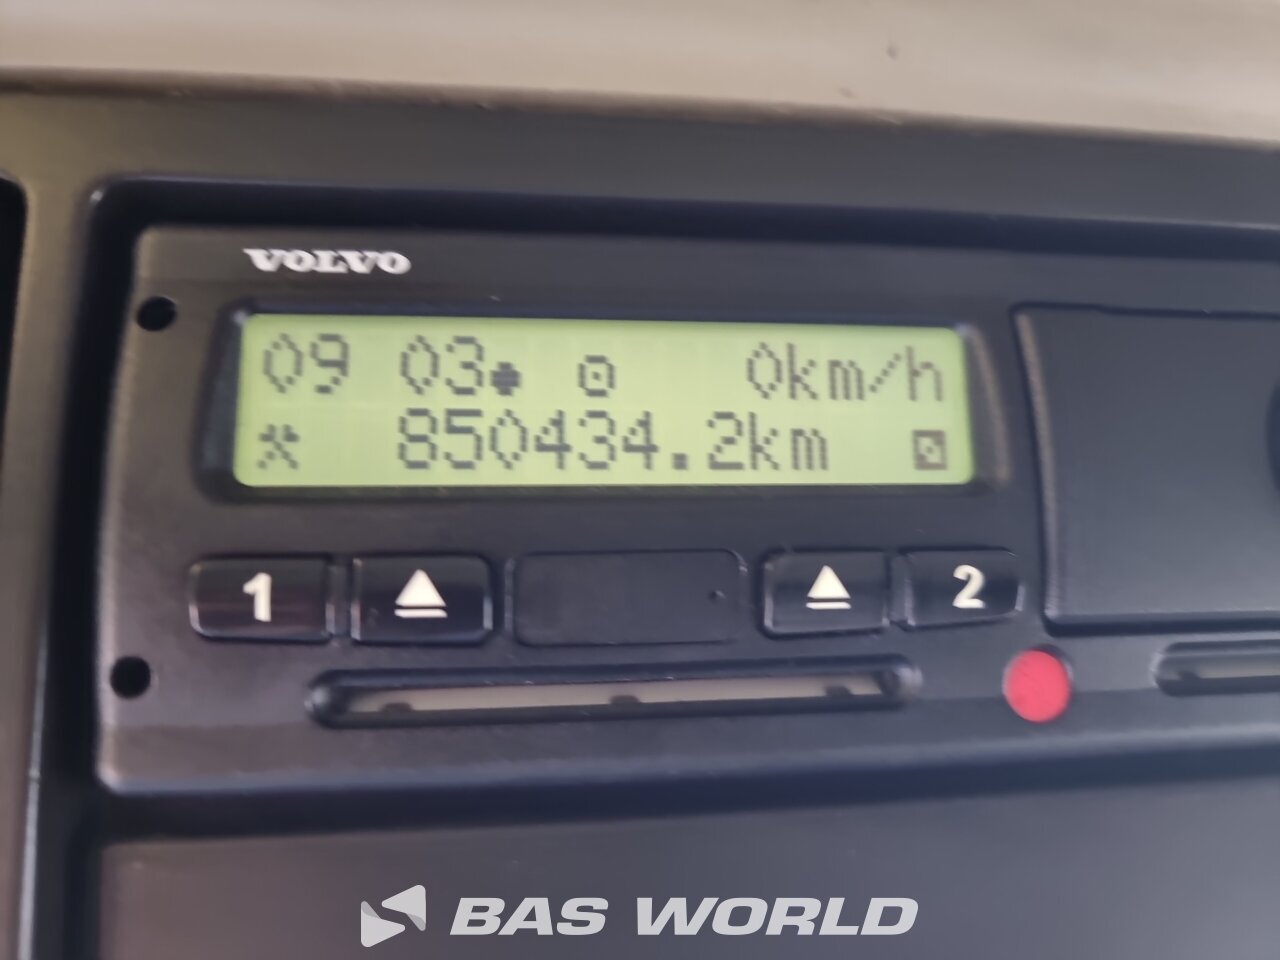 VOLVO
09 03 0km/h
850434.2km
1 2
BAS WORLD